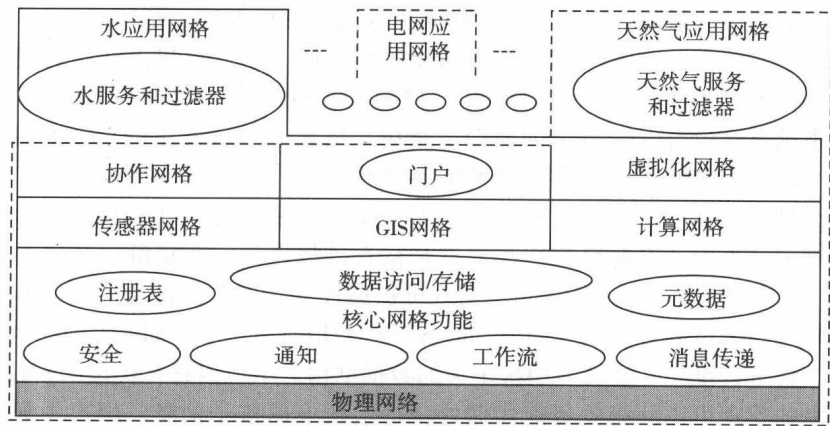 水应用网格
电网应
用网格
天然气应用网格
水服务和过滤器
天然气服务
和过滤器
协作网格
门户
虚拟化网格
传感器网格
GIS网格
计算网格
注册表
数据访问/存储
元数据
核心网格功能
安全
通知
工作流
消息传递
物理网络